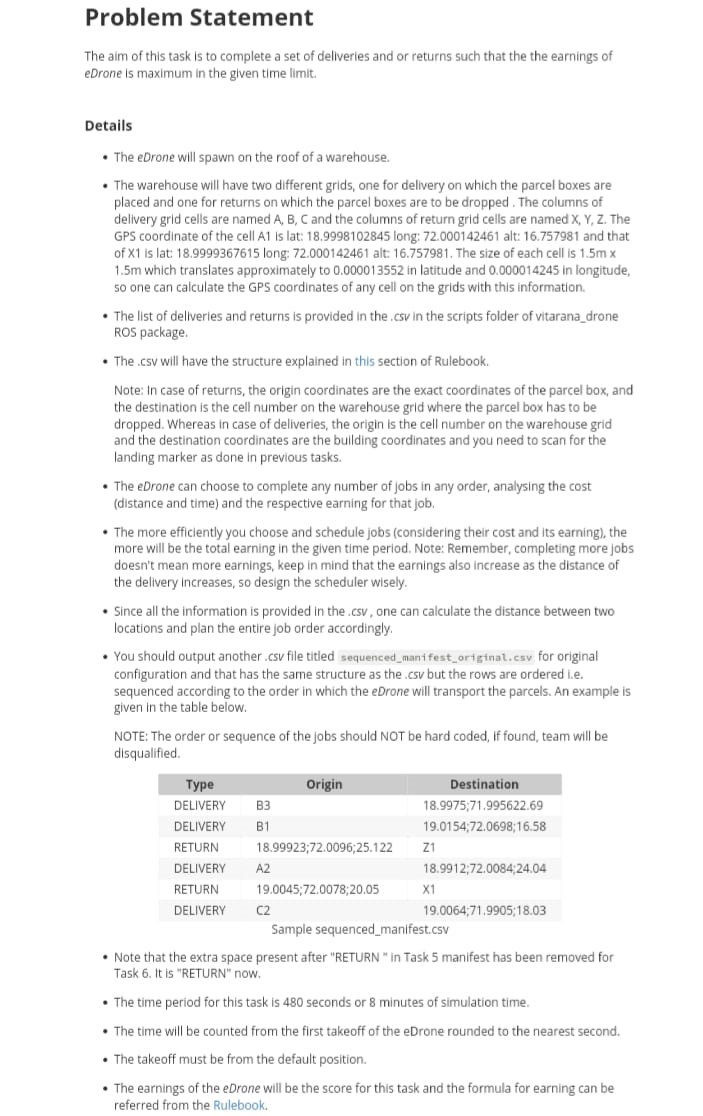 Problem Statement
The aim of this task is to complete a set of deliveries and or returns such that the the earnings of
eDrone is maximum in the given time limit.
Details
• The eDrone will spawn on the roof of a warehouse.
• The warehouse will have two different grids, one for delivery on which the parcel boxes are
placed and one for returns on which the parcel boxes are to be dropped . The columns of
delivery grid cells are named A, B, C and the columns of return grid cells are named X, Y, Z. The
GPS coordinate of the cell A1 is lat: 18.9998102845 long: 72.000142461 alt: 16.757981 and that
of X1 is lat: 18.9999367615 long: 72.000142461 alt: 16.757981. The size of each cell is 1.5m x
1.5m which translates approximately to 0.000013552 in latitude and 0.000014245 in longitude,
so one can calculate the GPS coordinates of any cell on the grids with this information.
• The list of deliveries and returns is provided in the .csv in the scripts folder of vitarana_drone
ROS package.
• The .csv will have the structure explained in this section of Rulebook.
Note: In case of returns, the origin coordinates are the exact coordinates of the parcel box, and
the destination is the cell number on the warehouse grid where the parcel box has to be
dropped. Whereas in case of deliveries, the origin is the cell number on the warehouse grid
and the destination coordinates are the building coordinates and you need to scan for the
landing marker as done in previous tasks.
• The eDrone can choose to complete any number of jobs in any order, analysing the cost
(distance and time) and the respective earning for that job.
• The more efficiently you choose and schedule jobs (considering their cost and its earning), the
more will be the total earning in the given time period. Note: Remember, completing more jobs
doesn't mean more earnings, keep in mind that the earnings also increase as the distance of
the delivery increases, so design the scheduler wisely.
• Since all the information is provided in the .csv , one can calculate the distance between two
locations and plan the entire job order accordingly.
• You should output another .csv file titled sequenced_manifest_original.csv for original
configuration and that has the same structure as the .csv but the rows are ordered i.e.
sequenced according to the order in which the eDrone will transport the parcels. An example is
given in the table below.
NOTE: The order or sequence of the jobs should NOT be hard coded, if found, team will be
disqualified.
Type Origin Destination
DELIVERY B3 18.9975;71.995622.69
DELIVERY B1 19.0154;72.0698;16.58
RETURN 18.99923;72.0096;25.122 Z1
DELIVERY A2 18.9912;72.0084;24.04
RETURN 19.0045;72.0078;20.05 X1
DELIVERY C2 19.0064;71.9905;18.03
Sample sequenced_manifest.csv
• Note that the extra space present after "RETURN " in Task 5 manifest has been removed for
Task 6. It is "RETURN" now.
• The time period for this task is 480 seconds or 8 minutes of simulation time.
• The time will be counted from the first takeoff of the eDrone rounded to the nearest second.
• The takeoff must be from the default position.
• The earnings of the eDrone will be the score for this task and the formula for earning can be
referred from the Rulebook.